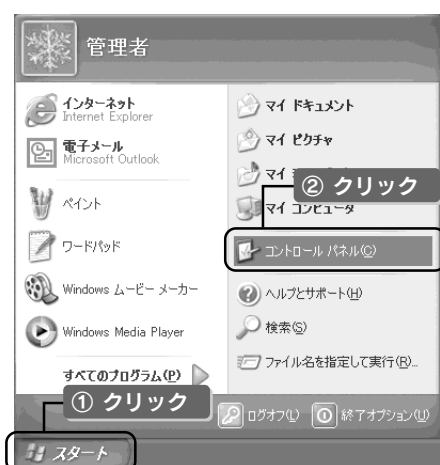 管理者
インターネット
Internet Explorer
電子メール
Microsoft Outlook
ペイント
ワードパッド
Windows ムービー メーカー
Windows Media Player
すべてのプログラム(P)
マイ ドキュメント
マイ ピクチャ
マイ
② クリック
マイ コンピュータ
コントロール パネル(C)
ヘルプとサポート(H)
検索(S)
ファイル名を指定して実行(R)...
① クリック
ログオフ(L) 終了オプション(U)
スタート